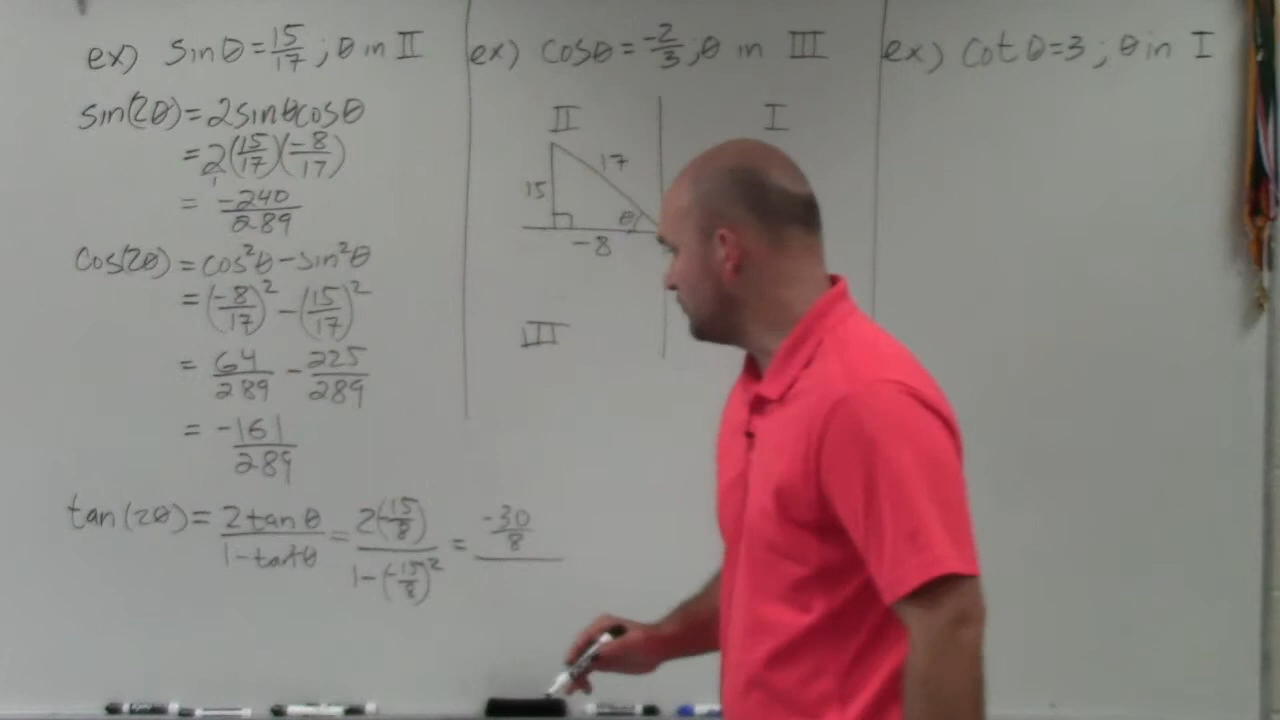 ex) sin θ = 15/17 ; θ in II
sin(2θ) = 2sinθcosθ
= 2(15/17)(-8/17)
= -240/289
cos(2θ) = cos²θ - sin²θ
= (-8/17)² - (15/17)²
= 64/289 - 225/289
= -161/289
tan(2θ) = 2tanθ/1-tan²θ = 2(-15/8)/1-(-15/8)² = -30/8
ex) cosθ = -2/3 ; θ in III
II
I
17
15
θ
-8
III
ex) cot θ = 3 ; θ in I